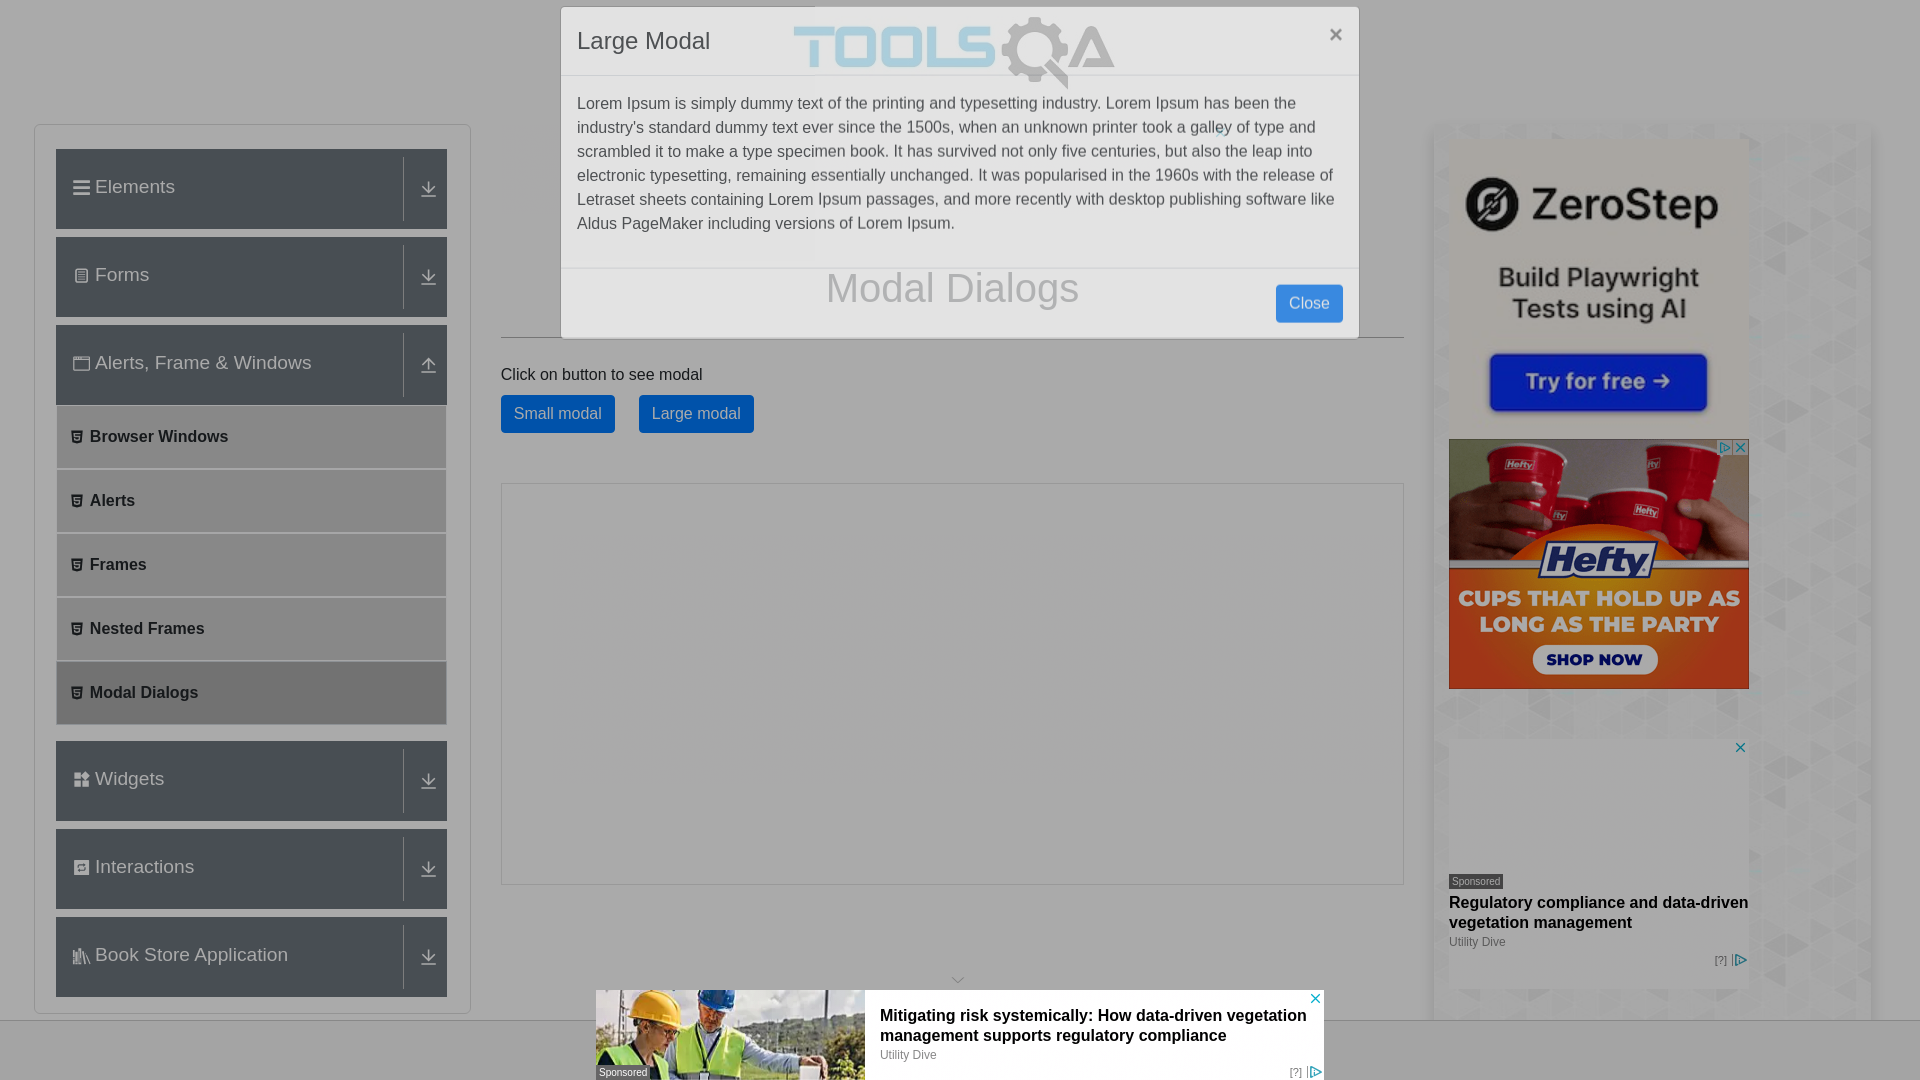 TOOLSQA
Large Modal
×
Lorem Ipsum is simply dummy text of the printing and typesetting industry. Lorem Ipsum has been the
industry's standard dummy text ever since the 1500s, when an unknown printer took a galley of type and
scrambled it to make a type specimen book. It has survived not only five centuries, but also the leap into
electronic typesetting, remaining essentially unchanged. It was popularised in the 1960s with the release of
Letraset sheets containing Lorem Ipsum passages, and more recently with desktop publishing software like
Aldus PageMaker including versions of Lorem Ipsum.
Close
Elements
Forms
Alerts, Frame & Windows
Browser Windows
Alerts
Frames
Nested Frames
Modal Dialogs
Widgets
Interactions
Book Store Application
Modal Dialogs
Click on button to see modal
Small modal
Large modal
ZeroStep
Build Playwright
Tests using AI
Try for free →
Hefty
Hefty
Hefty
Hefty
Hefty
CUPS THAT HOLD UP AS
LONG AS THE PARTY
SHOP NOW
Sponsored
Regulatory compliance and data-driven
vegetation management
Utility Dive
[?]
Sponsored
Mitigating risk systemically: How data-driven vegetation
management supports regulatory compliance
Utility Dive
[?]